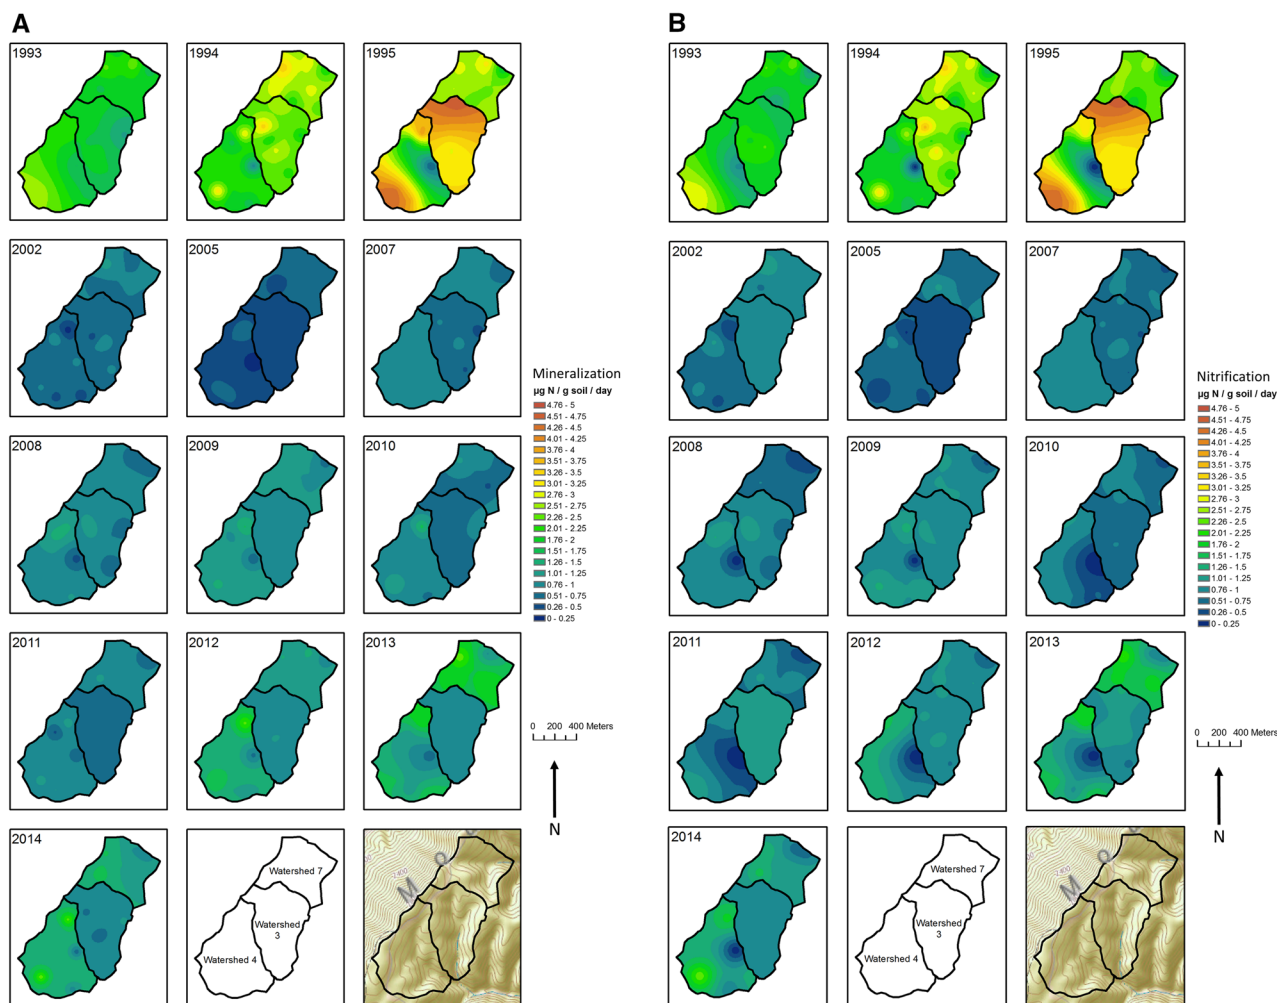 A
1993
1994
1995
2002
2005
2007
Mineralization
µg N / g soil / day
4.76 - 5
4.51 - 4.75
4.26 - 4.5
4.01 - 4.25
3.76 - 4
3.51 - 3.75
3.26 - 3.5
3.01 - 3.25
2.76 - 3
2.51 - 2.75
2.26 - 2.5
2.01 - 2.25
1.76 - 2
1.51 - 1.75
1.26 - 1.5
1.01 - 1.25
0.76 - 1
0.51 - 0.75
0.26 - 0.5
0 - 0.25
2008
2009
2010
2011
2012
2013
0 200 400 Meters
N
2014
Watershed 7
Watershed
3
Watershed 4
2400
M O
B
1993
1994
1995
2002
2005
2007
Nitrification
µg N / g soil / day
4.76 - 5
4.51 - 4.75
4.26 - 4.5
4.01 - 4.25
3.76 - 4
3.51 - 3.75
3.26 - 3.5
3.01 - 3.25
2.76 - 3
2.51 - 2.75
2.26 - 2.5
2.01 - 2.25
1.76 - 2
1.51 - 1.75
1.26 - 1.5
1.01 - 1.25
0.76 - 1
0.51 - 0.75
0.26 - 0.5
0 - 0.25
2008
2009
2010
2011
2012
2013
0 200 400 Meters
N
2014
Watershed 7
Watershed
3
Watershed 4
2400
M O